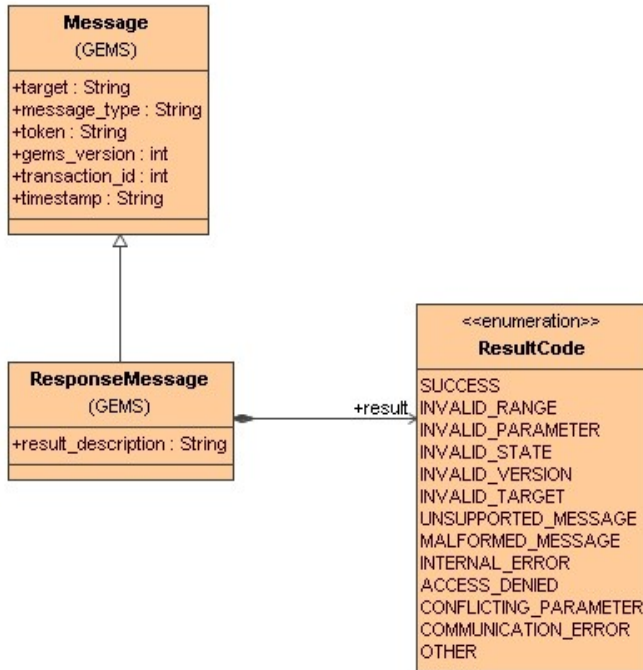 Message
(GEMS)
+target : String
+message_type : String
+token : String
+gems_version : int
+transaction_id : int
+timestamp : String
ResponseMessage
(GEMS)
+result_description : String
+result
<<enumeration>>
ResultCode
SUCCESS
INVALID_RANGE
INVALID_PARAMETER
INVALID_STATE
INVALID_VERSION
INVALID_TARGET
UNSUPPORTED_MESSAGE
MALFORMED_MESSAGE
INTERNAL_ERROR
ACCESS_DENIED
CONFLICTING_PARAMETER
COMMUNICATION_ERROR
OTHER